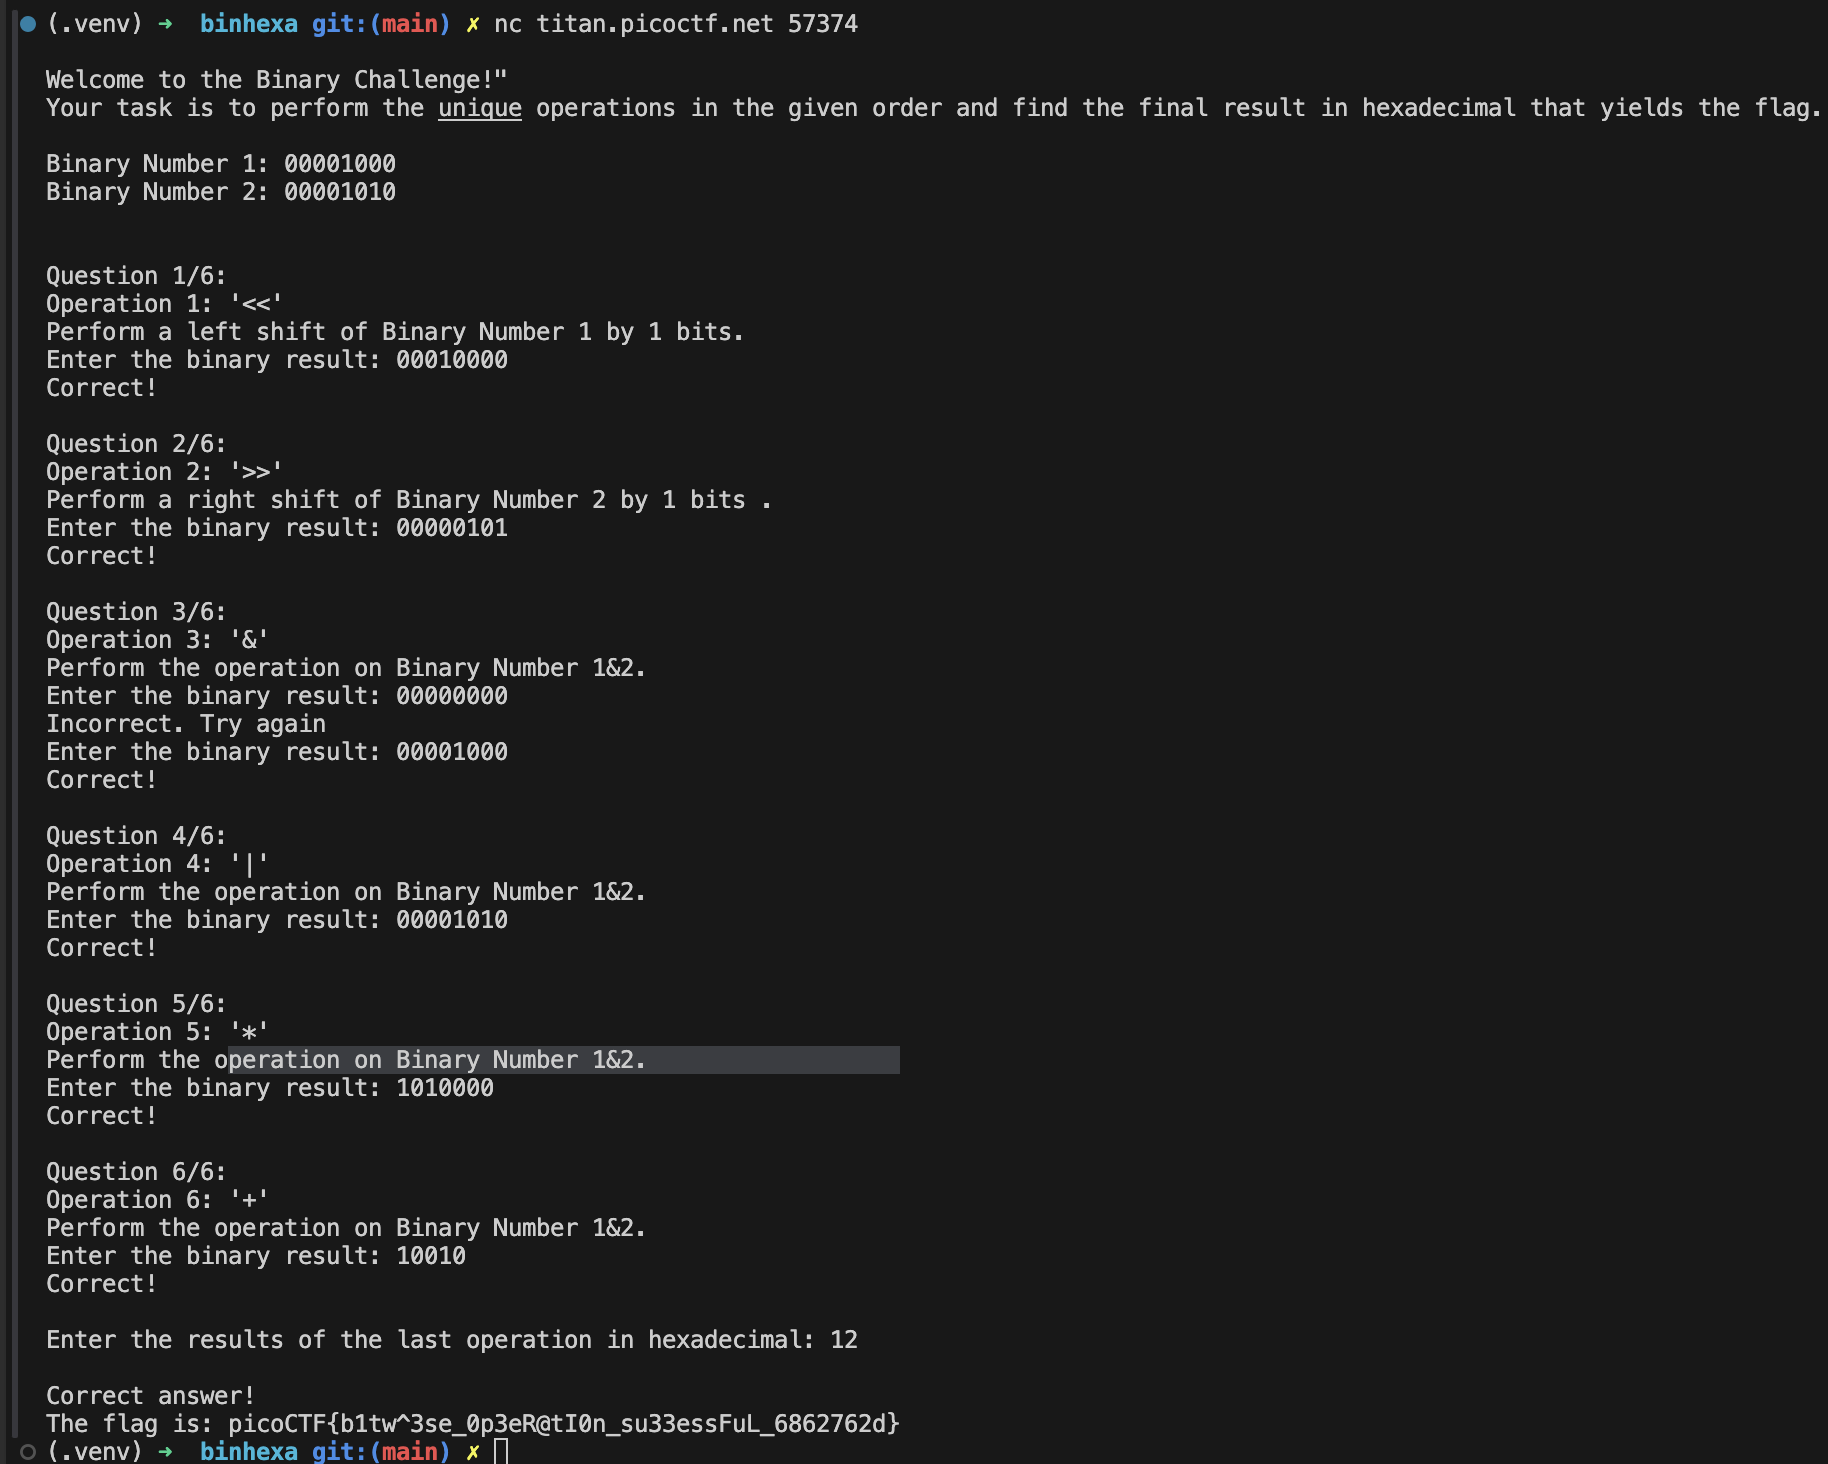 (.venv) ➜  binhexa git:(main) ✗ nc titan.picoctf.net 57374
Welcome to the Binary Challenge!"
Your task is to perform the unique operations in the given order and find the final result in hexadecimal that yields the flag.
Binary Number 1: 00001000
Binary Number 2: 00001010
Question 1/6:
Operation 1: '<<'
Perform a left shift of Binary Number 1 by 1 bits.
Enter the binary result: 00010000
Correct!
Question 2/6:
Operation 2: '>>'
Perform a right shift of Binary Number 2 by 1 bits .
Enter the binary result: 00000101
Correct!
Question 3/6:
Operation 3: '&'
Perform the operation on Binary Number 1&2.
Enter the binary result: 00000000
Incorrect. Try again
Enter the binary result: 00001000
Correct!
Question 4/6:
Operation 4: '|'
Perform the operation on Binary Number 1&2.
Enter the binary result: 00001010
Correct!
Question 5/6:
Operation 5: '*'
Perform the operation on Binary Number 1&2.
Enter the binary result: 1010000
Correct!
Question 6/6:
Operation 6: '+'
Perform the operation on Binary Number 1&2.
Enter the binary result: 10010
Correct!
Enter the results of the last operation in hexadecimal: 12
Correct answer!
The flag is: picoCTF{b1tw^3se_0p3eR@tI0n_su33essFuL_6862762d}
(.venv) ➜  binhexa git:(main) ✗